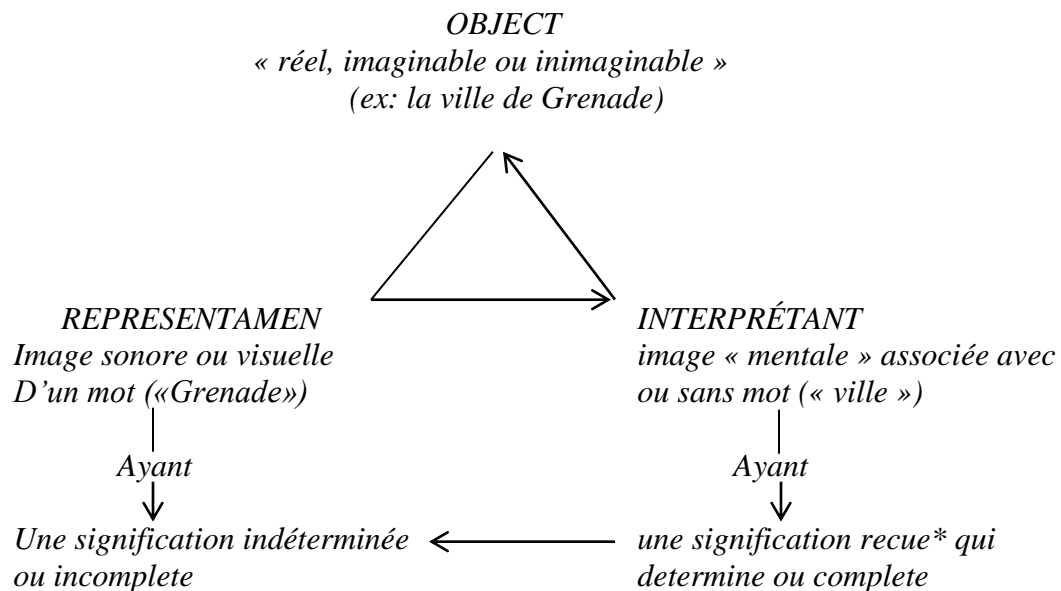 OBJECT
« réel, imaginable ou inimaginable »
(ex: la ville de Grenade)
REPRESENTAMEN
Image sonore ou visuelle
D’un mot («Grenade»)
Ayant
Une signification indéterminée
ou incomplete
INTERPRÉTANT
image « mentale » associée avec
ou sans mot (« ville »)
Ayant
une signification recue* qui
determine ou complete